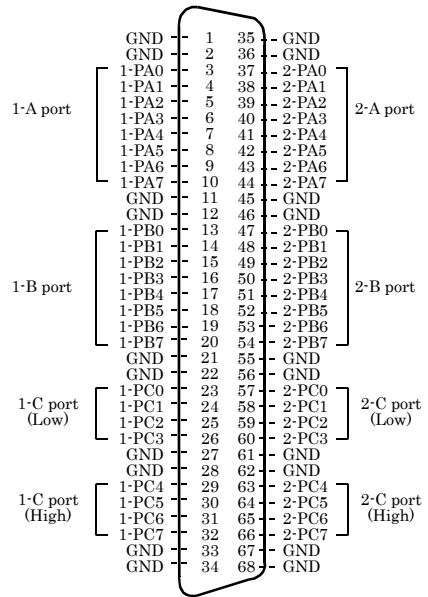 GND 1 35 GND
GND 2 36 GND
1-PA0 3 37 2-PA0
1-PA1 4 38 2-PA1
1-PA2 5 39 2-PA2
1-A port 1-PA3 6 40 2-PA3 2-A port
1-PA4 7 41 2-PA4
1-PA5 8 42 2-PA5
1-PA6 9 43 2-PA6
1-PA7 10 44 2-PA7
GND 11 45 GND
GND 12 46 GND
1-PB0 13 47 2-PB0
1-PB1 14 48 2-PB1
1-PB2 15 49 2-PB2
1-B port 1-PB3 16 50 2-PB3 2-B port
1-PB4 17 51 2-PB4
1-PB5 18 52 2-PB5
1-PB6 19 53 2-PB6
1-PB7 20 54 2-PB7
GND 21 55 GND
GND 22 56 GND
1-PC0 23 57 2-PC0
1-C port 1-PC1 24 58 2-PC1 2-C port
(Low) 1-PC2 25 59 2-PC2 (Low)
1-PC3 26 60 2-PC3
GND 27 61 GND
GND 28 62 GND
1-PC4 29 63 2-PC4
1-C port 1-PC5 30 64 2-PC5 2-C port
(High) 1-PC6 31 65 2-PC6 (High)
1-PC7 32 66 2-PC7
GND 33 67 GND
GND 34 68 GND